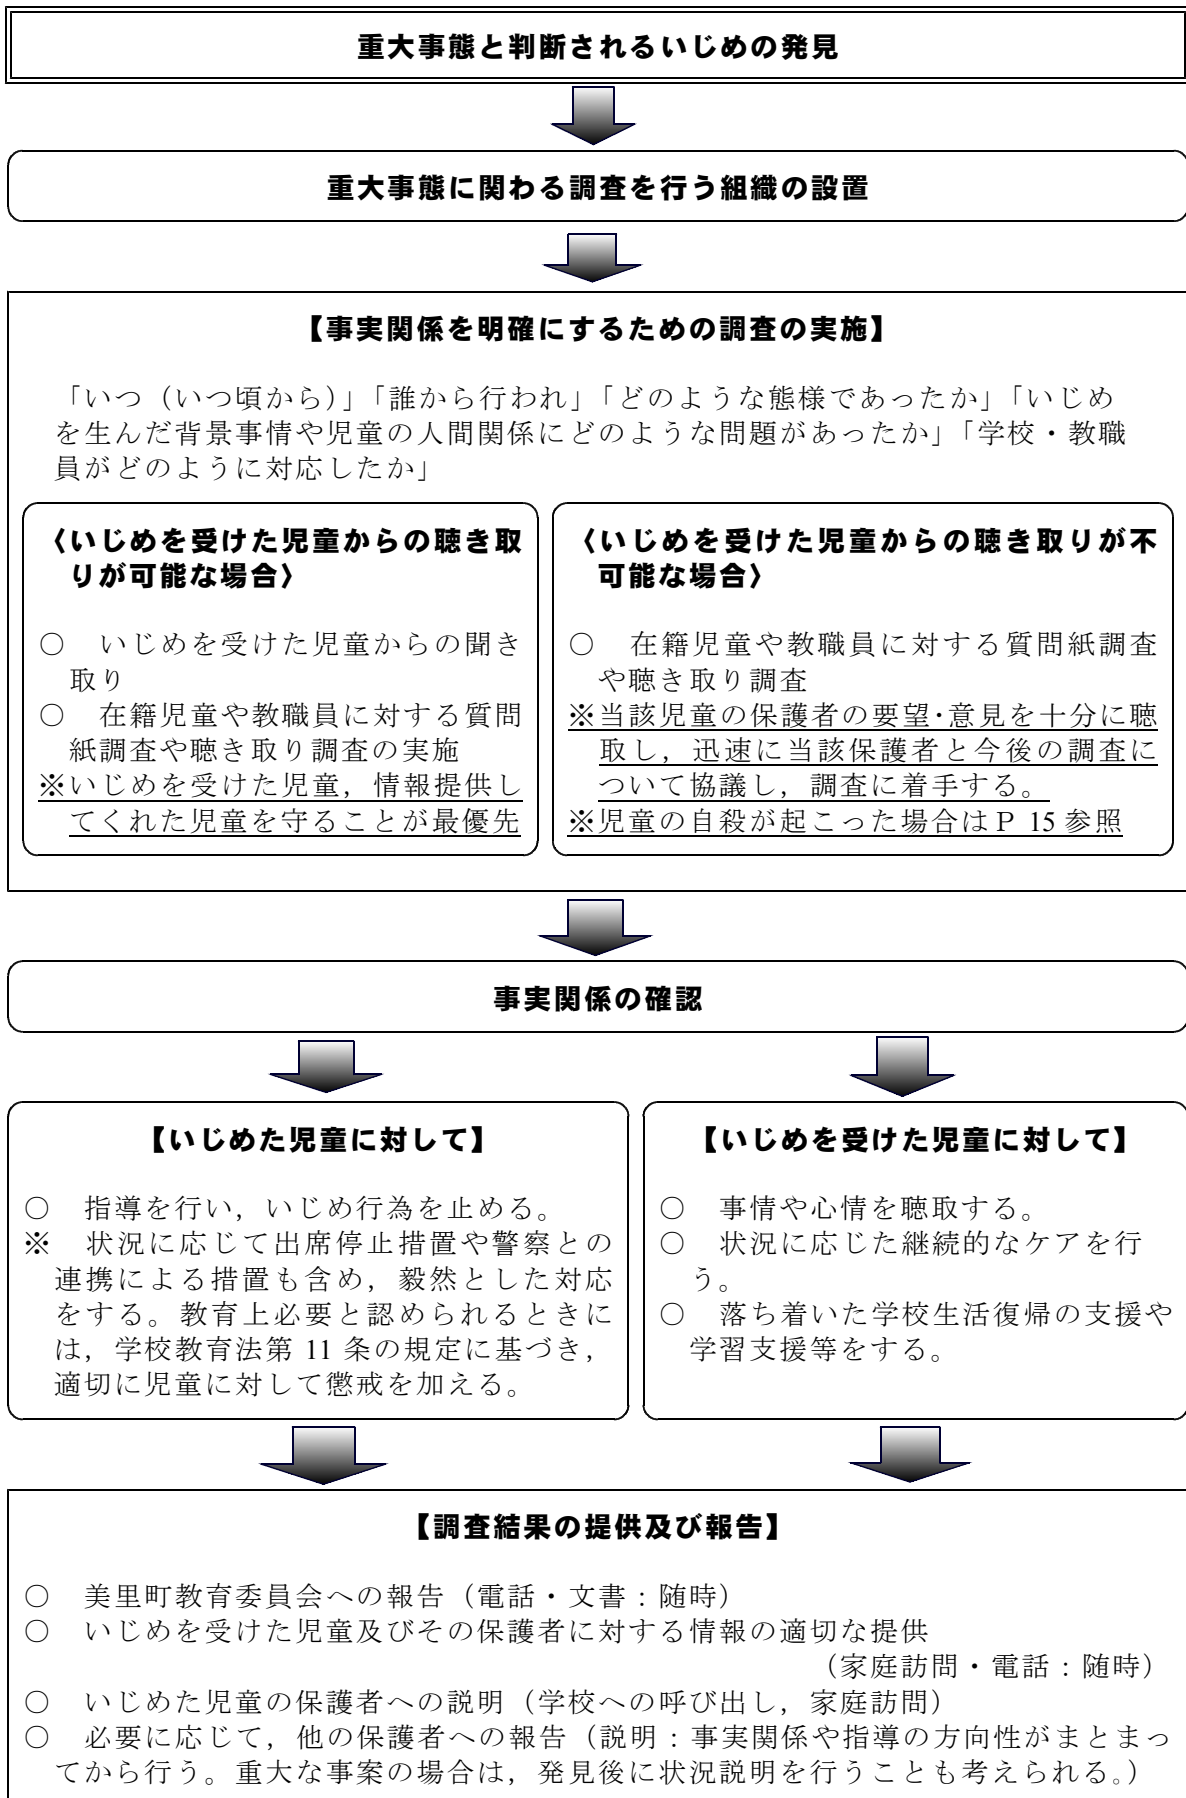 重大事態と判断されるいじめの発見
重大事態に関わる調査を行う組織の設置
【事実関係を明確にするための調査の実施】
「いつ（いつ頃から）」「誰から行われ」「どのような態様であったか」「いじめ
を生んだ背景事情や児童の人間関係にどのような問題があったか」「学校・教職
員がどのように対応したか」
〈いじめを受けた児童からの聴き取
りが可能な場合〉
○　いじめを受けた児童からの聞き
取り
○　在籍児童や教職員に対する質問
紙調査や聴き取り調査の実施
※いじめを受けた児童，情報提供し
てくれた児童を守ることが最優先
〈いじめを受けた児童からの聴き取りが不
可能な場合〉
○　在籍児童や教職員に対する質問紙調査
や聴き取り調査
※当該児童の保護者の要望･意見を十分に聴
取し，迅速に当該保護者と今後の調査に
ついて協議し，調査に着手する。
※児童の自殺が起こった場合はＰ 15 参照
事実関係の確認
【いじめた児童に対して】
○　指導を行い，いじめ行為を止める。
※　状況に応じて出席停止措置や警察との
連携による措置も含め，毅然とした対応
をする。教育上必要と認められるときに
は，学校教育法第 11 条の規定に基づき，
適切に児童に対して懲戒を加える。
【いじめを受けた児童に対して】
○　事情や心情を聴取する。
○　状況に応じた継続的なケアを行
う。
○　落ち着いた学校生活復帰の支援や
学習支援等をする。
【調査結果の提供及び報告】
○　美里町教育委員会への報告（電話・文書：随時）
○　いじめを受けた児童及びその保護者に対する情報の適切な提供
（家庭訪問・電話：随時）
○　いじめた児童の保護者への説明（学校への呼び出し，家庭訪問）
○　必要に応じて，他の保護者への報告（説明：事実関係や指導の方向性がまとまっ
てから行う。重大な事案の場合は，発見後に状況説明を行うことも考えられる。）